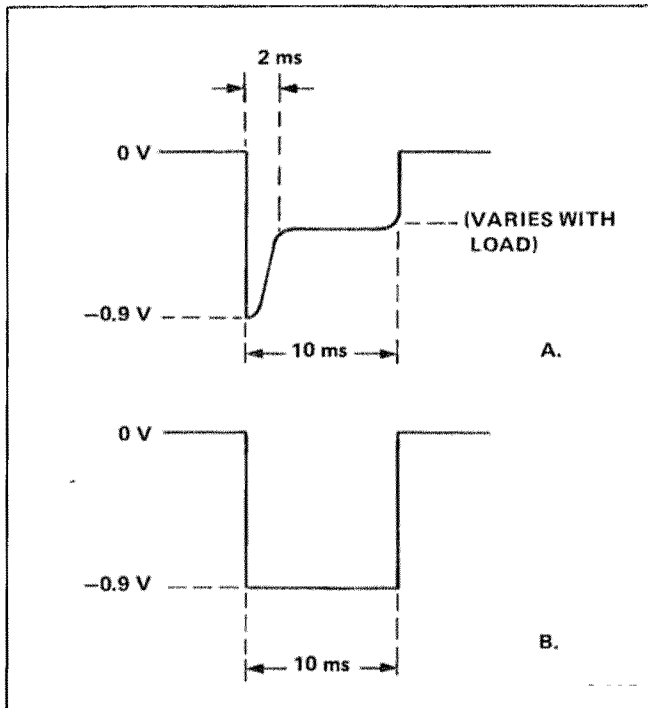 2 ms
0 V
(VARIES WITH
LOAD)
−0.9 V
10 ms
A.
0 V
−0.9 V
10 ms
B.